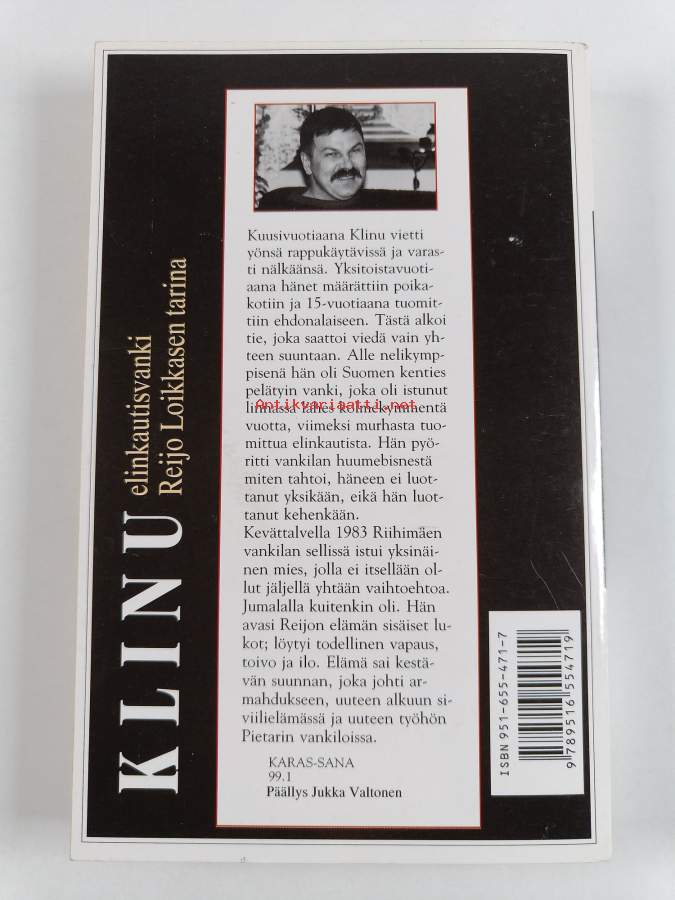 KLINU
elinkautisvanki
Reijo Loikkasen tarina
Kuusivuotiaana Klinu vietti
yönsä rappukäytävissä ja varas-
ti nälkäänsä. Yksitoistavuoti-
aana hänet määrättiin poika-
kotiin ja 15-vuotiaana tuomit-
tiin ehdonalaiseen. Tästä alkoi
tie, joka saattoi viedä vain yh-
teen suuntaan. Alle nelikymp-
pisenä hän oli Suomen kenties
pelätyin vanki, joka oli istunut
linnassa lähes kolmekymmentä
Antikvariaatti.net
vuotta, viimeksi murhasta tuo-
mittua elinkautista. Hän pyö-
ritti vankilan huumebisnestä
miten tahtoi, häneen ei luot-
tanut yksikään, eikä hän luot-
tanut kehenkään.
Kevättalvella 1983 Riihimäen
vankilan sellissä istui yksinäi-
nen mies, jolla ei itsellään ol-
lut jäljellä yhtään vaihtoehtoa.
Jumalalla kuitenkin oli. Hän
avasi Reijon elämän sisäiset lu-
kot; löytyi todellinen vapaus,
toivo ja ilo. Elämä sai kestä-
vän suunnan, joka johti ar-
mahdukseen, uuteen alkuun si-
viilielämässä ja uuteen työhön
Pietarin vankiloissa.
KARAS-SANA
99.1
Päällys Jukka Valtonen
ISBN 951-655-471-7
9 789516 554719